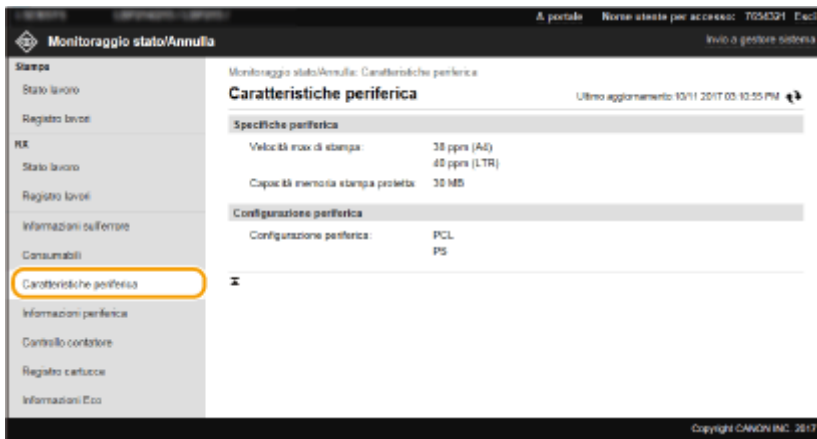 A portale Nome utente per accesso: 7654321 Esci
Monitoraggio stato/Annulla
Invio a gestore sistema
Stampa
Stato lavoro
Registro lavori
RX
Stato lavoro
Registro lavori
Informazioni sull'errore
Consumabili
Caratteristiche periferica
Informazioni periferica
Controllo contatore
Registro cartucce
Informazioni Eco
Monitoraggio stato/Annulla: Caratteristiche periferica
Caratteristiche periferica
Ultimo aggiornamento: 10/11 2017 03:10:55 PM
Specifiche periferica
Velocità max di stampa: 38 ppm (A4)
40 ppm (LTR)
Capacità memoria stampa protetta: 30 MB
Configurazione periferica
Configurazione periferica: PCL
PS
Copyright CANON INC. 2017